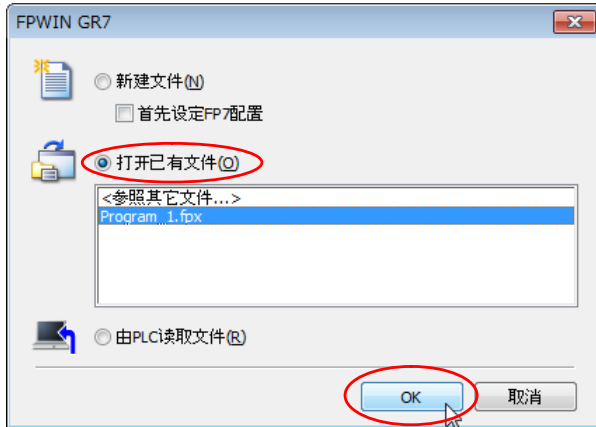 FPWIN GR7
新建文件(N)
首先设定FP7配置
打开已有文件(O)
<参照其它文件...>
Program_1.fpx
由PLC读取文件(R)
OK 取消